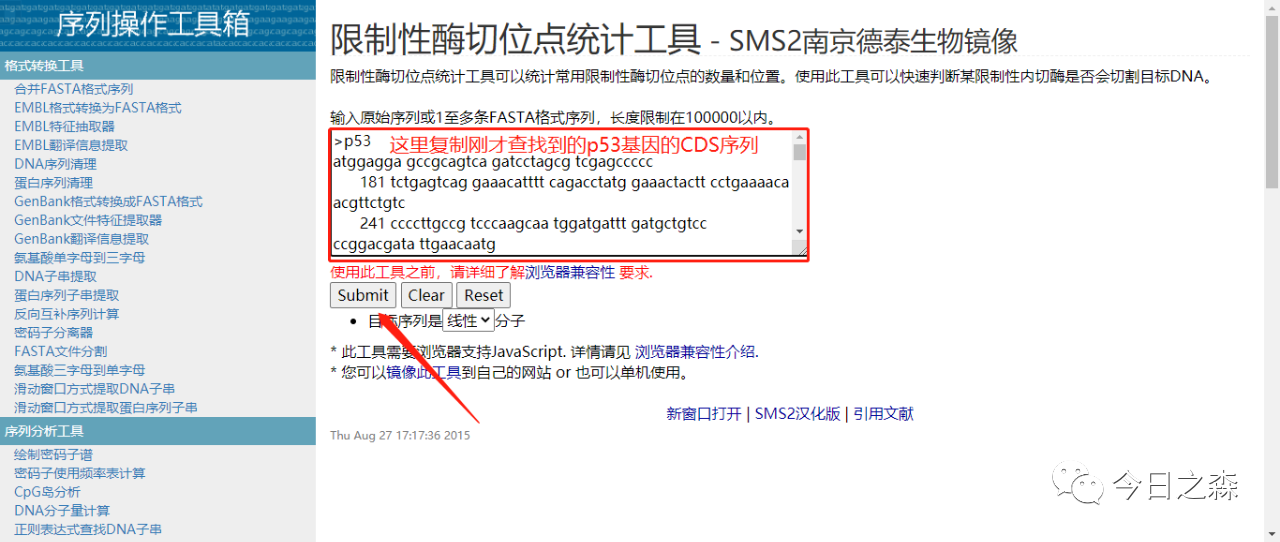 序列操作工具箱
格式转换工具
合并FASTA格式序列
EMBL格式转换为FASTA格式
EMBL特征抽取器
EMBL翻译信息提取
DNA序列清理
蛋白序列清理
GenBank格式转换成FASTA格式
GenBank文件特征提取器
GenBank翻译信息提取
氨基酸单字母到三字母
DNA子串提取
蛋白序列子串提取
反向互补序列计算
密码子分离器
FASTA文件分割
氨基酸三字母到单字母
滑动窗口方式提取DNA子串
滑动窗口方式提取蛋白序列子串
序列分析工具
绘制密码子谱
密码子使用频率表计算
CpG岛分析
DNA分子量计算
正则表达式查找DNA子串
限制性酶切位点统计工具 - SMS2南京德泰生物镜像
限制性酶切位点统计工具可以统计常用限制性酶切位点的数量和位置。使用此工具可以快速判断某限制性内切酶是否会切割目标DNA。
输入原始序列或1至多条FASTA格式序列，长度限制在100000以内。
>p53 这里复制刚才查找到的p53基因的CDS序列
atggagga gccgcagtca gatcctagcg tcgagccccc
181 tctgagtcag gaaacatttt cagacctatg gaaactactt cctgaaaaca
acgttctgtc
241 ccccttgccg tcccaagcaa tggatgattt gatgctgtcc
ccggacgata ttgaacaatg
使用此工具之前，请详细了解浏览器兼容性 要求.
Submit Clear Reset
• 目标序列是 线性 分子
* 此工具需要浏览器支持JavaScript. 详情请见 浏览器兼容性介绍.
* 您可以镜像此工具到自己的网站 or 也可以单机使用。
新窗口打开 | SMS2汉化版 | 引用文献
Thu Aug 27 17:17:36 2015
今日之森